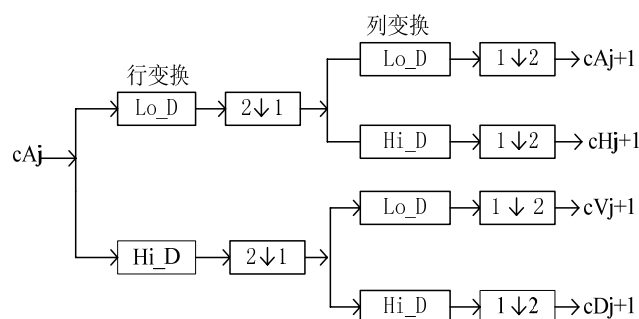 列变换
Lo_D 1↓2 cAj+1
行变换
Lo_D 2↓1
Hi_D 1↓2 cHj+1
cAj
Lo_D 1↓2 cVj+1
Hi_D 2↓1
Hi_D 1↓2 cDj+1